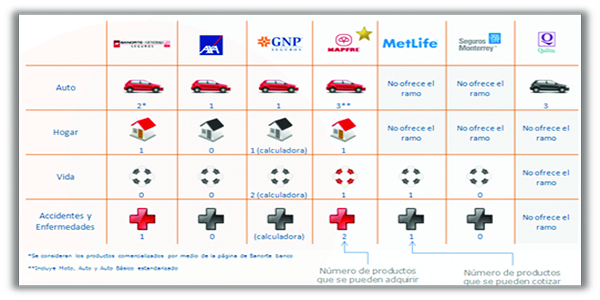 BANORTE GENERALI
SEGUROS
AXA
GNP
SEGUROS
MAPFRE
MetLife
Seguros
Monterrey
Quálitas
Auto
2*
1
1
3**
No ofrece el
ramo
No ofrece el
ramo
3
Hogar
1
0
1 (calculadora)
1
No ofrece el
ramo
No ofrece el
ramo
No ofrece el
ramo
Vida
0
0
2 (calculadora)
1
1
0
No ofrece el
ramo
Accidentes y
Enfermedades
1
0
(calculadora)
2
1
0
No ofrece el
ramo
*Se consideran los productos comercializados por medio de la página de Banorte banco
**Incluye Moto, Auto y Auto Básico estandarizado
Número de productos
que se pueden adquirir
Número de productos
que se pueden cotizar